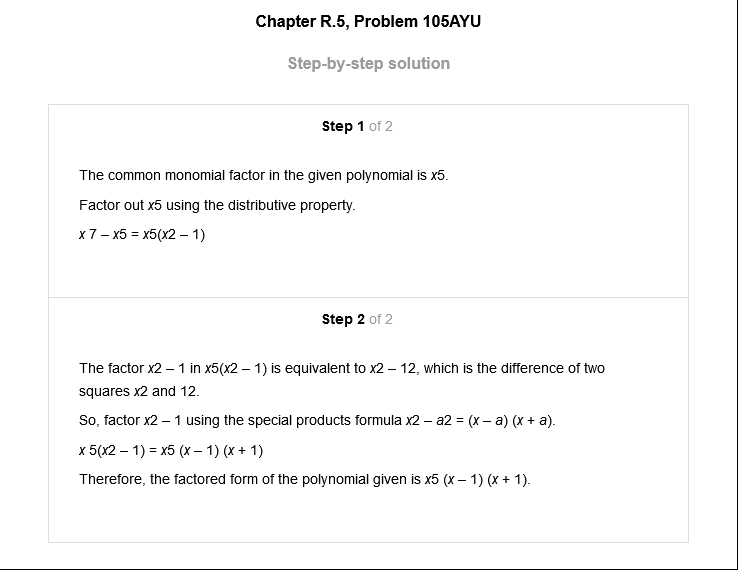 Chapter R.5, Problem 105AYU
Step-by-step solution
Step 1 of 2
The common monomial factor in the given polynomial is x5.
Factor out x5 using the distributive property.
x 7 – x5 = x5(x2 – 1)
Step 2 of 2
The factor x2 – 1 in x5(x2 – 1) is equivalent to x2 – 12, which is the difference of two
squares x2 and 12.
So, factor x2 – 1 using the special products formula x2 – a2 = (x – a) (x + a).
x 5(x2 – 1) = x5 (x – 1) (x + 1)
Therefore, the factored form of the polynomial given is x5 (x – 1) (x + 1).